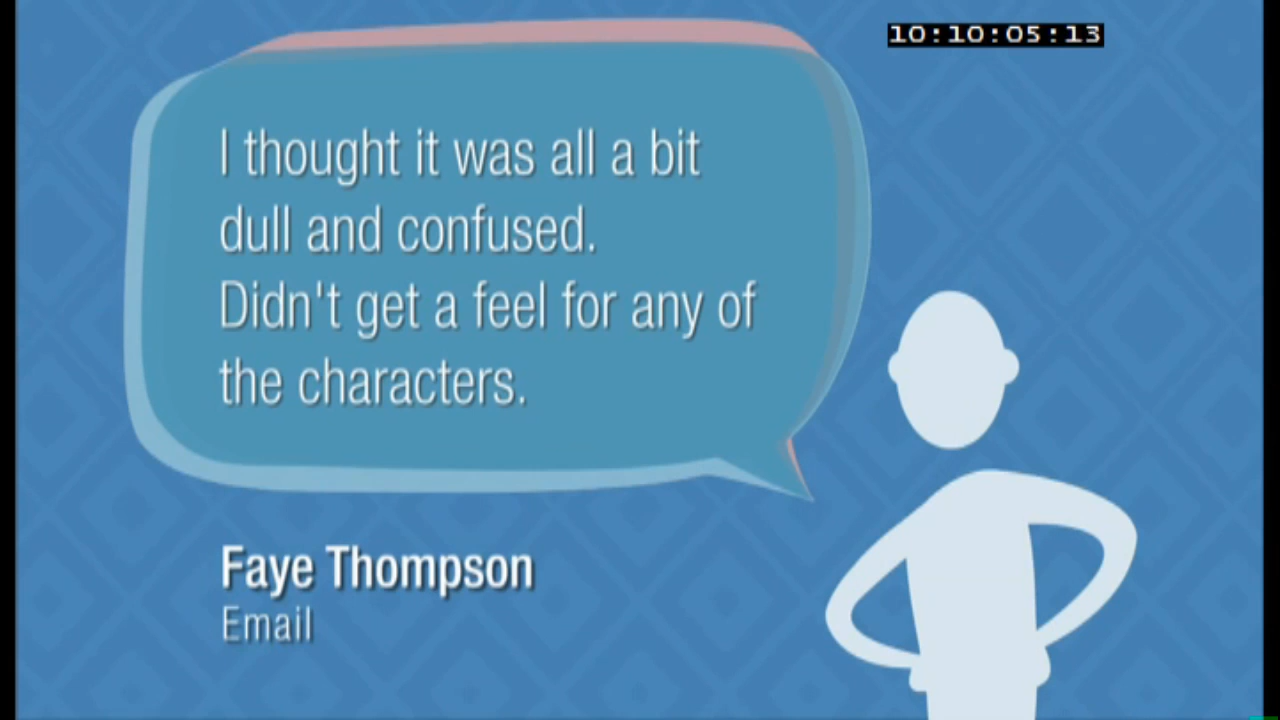 10:10:05:13
I thought it was all a bit
dull and confused.
Didn't get a feel for any of
the characters.
Faye Thompson
Email